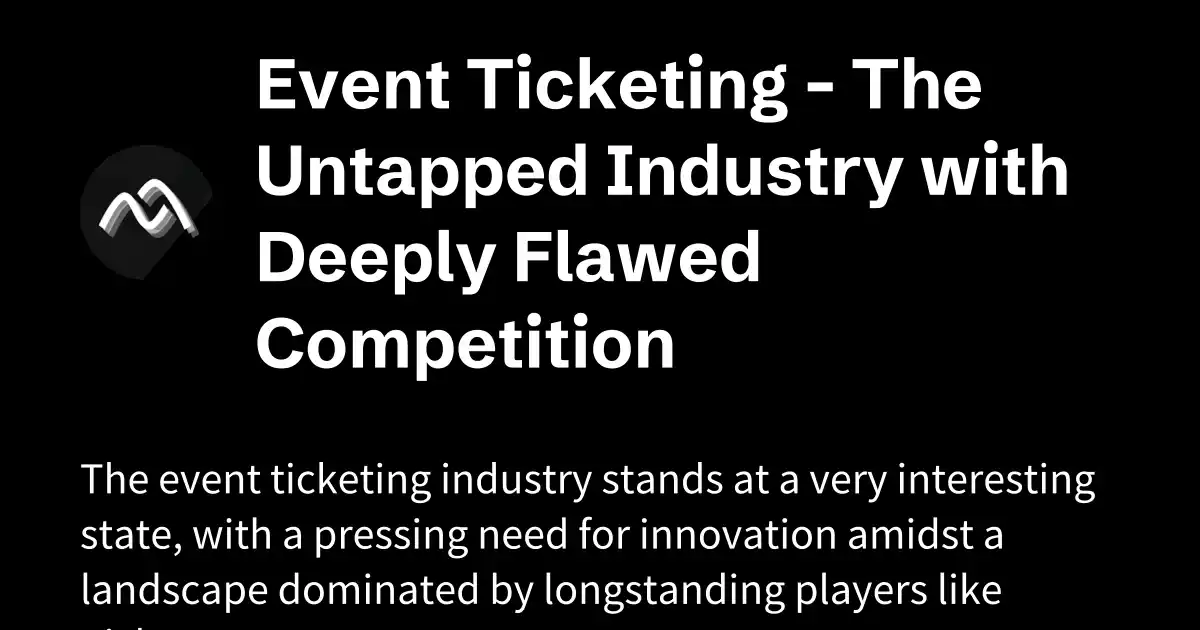 Event Ticketing - The
Untapped Industry with
Deeply Flawed
Competition
The event ticketing industry stands at a very interesting
state, with a pressing need for innovation amidst a
landscape dominated by longstanding players like